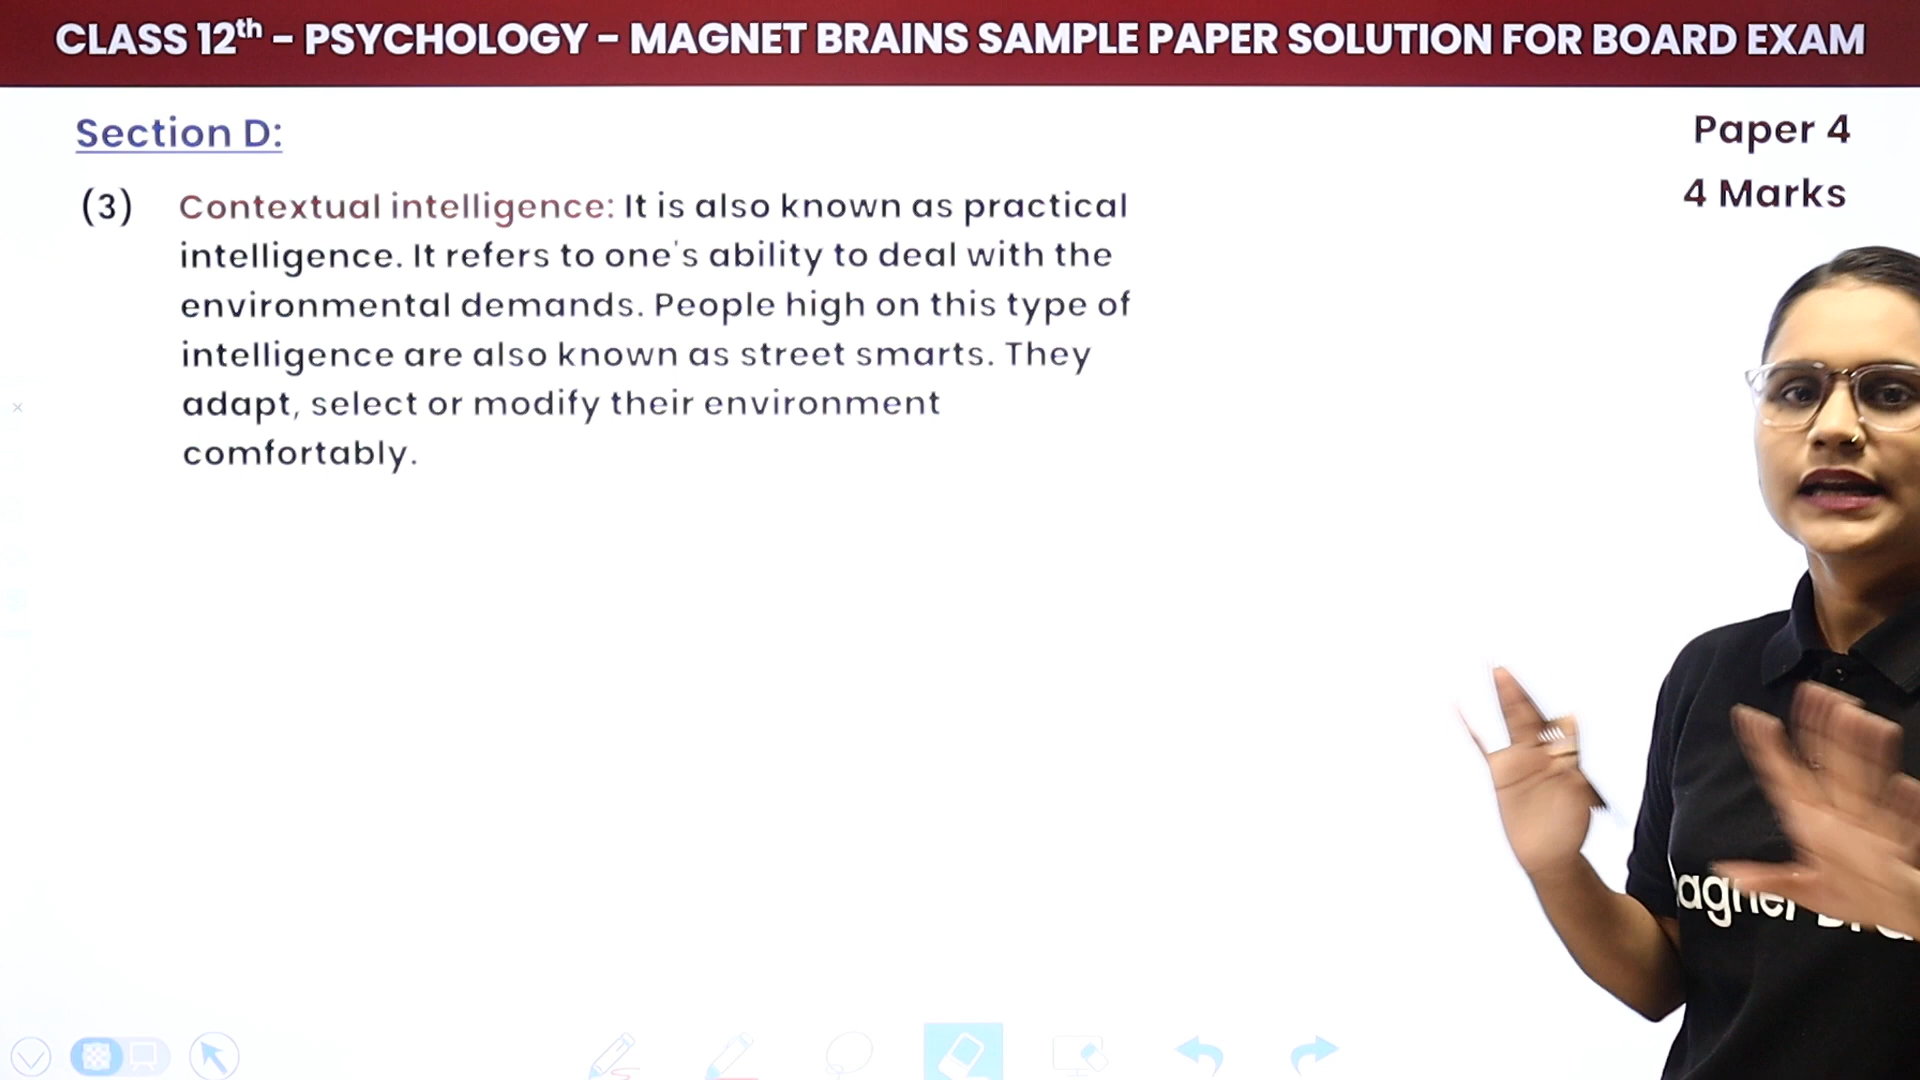 CLASS 12th - PSYCHOLOGY - MAGNET BRAINS SAMPLE PAPER SOLUTION FOR BOARD EXAM
Section D:
Paper 4
4 Marks
(3) Contextual intelligence: It is also known as practical
intelligence. It refers to one's ability to deal with the
environmental demands. People high on this type of
intelligence are also known as street smarts. They
adapt, select or modify their environment
comfortably.